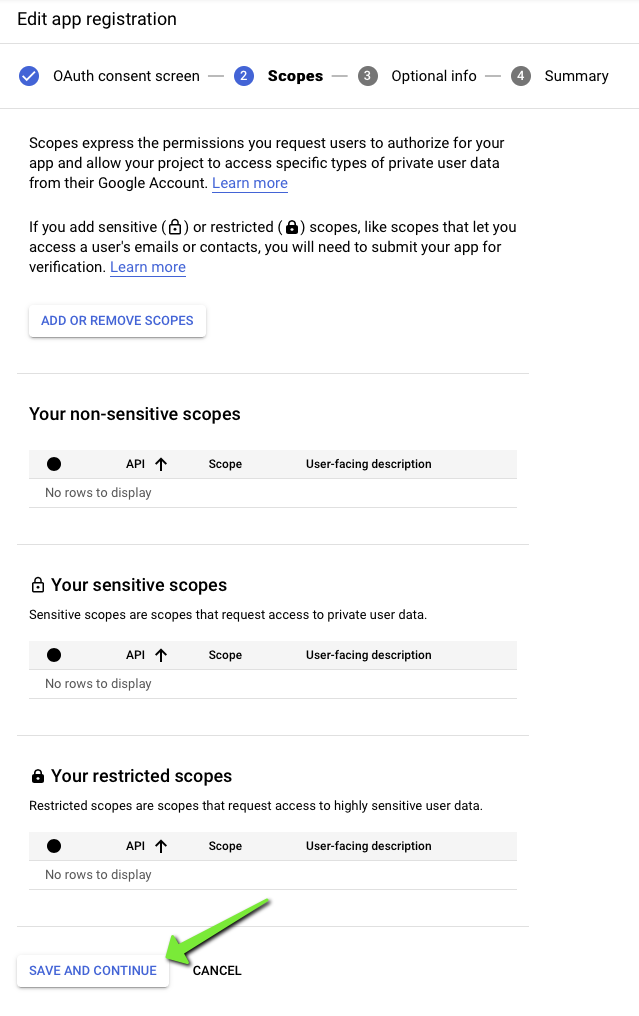 Edit app registration
OAuth consent screen — 2 Scopes — 3 Optional info — 4 Summary
Scopes express the permissions you request users to authorize for your
app and allow your project to access specific types of private user data
from their Google Account. Learn more
If you add sensitive ( ) or restricted ( ) scopes, like scopes that let you
access a user's emails or contacts, you will need to submit your app for
verification. Learn more
ADD OR REMOVE SCOPES
Your non-sensitive scopes
API ↑ Scope User-facing description
No rows to display
Your sensitive scopes
Sensitive scopes are scopes that request access to private user data.
API ↑ Scope User-facing description
No rows to display
Your restricted scopes
Restricted scopes are scopes that request access to highly sensitive user data.
API ↑ Scope User-facing description
No rows to display
SAVE AND CONTINUE CANCEL